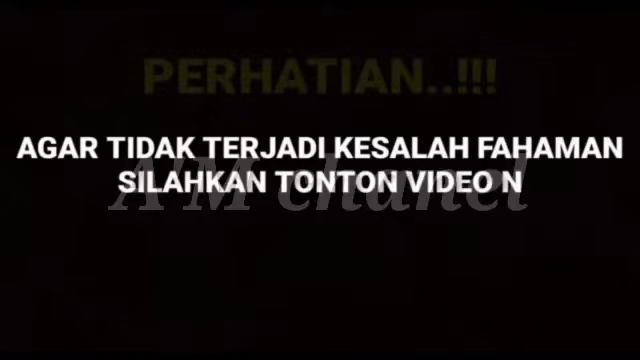 PERHATIAN..!!!
AGAR TIDAK TERJADI KESALAH FAHAMAN
SILAHKAN TONTON VIDEO N
A'M chanel